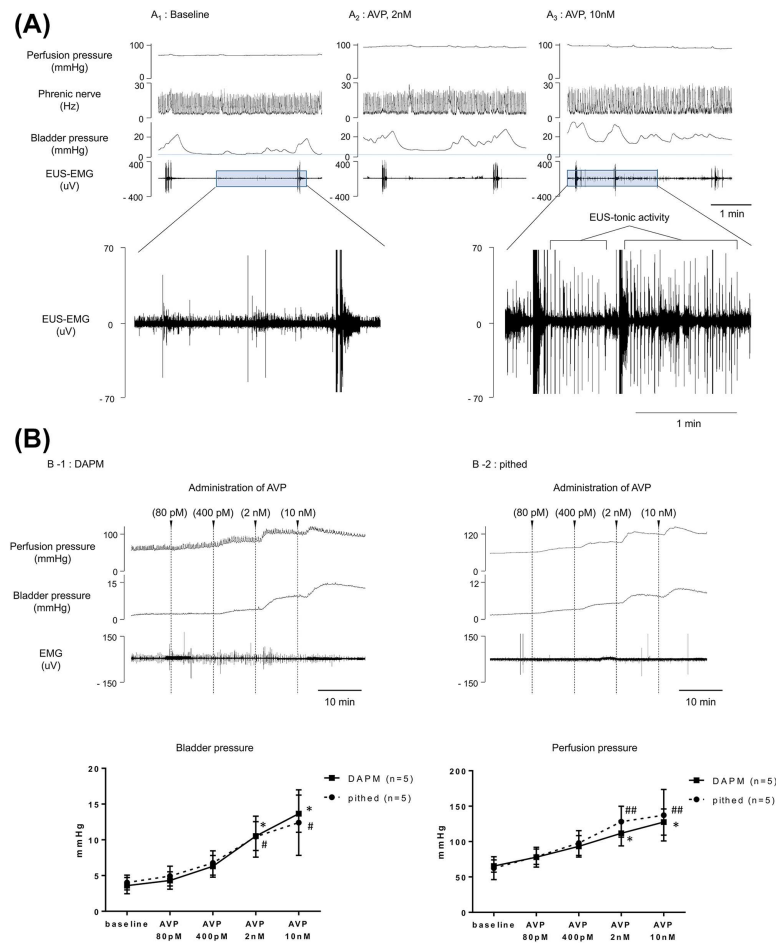 (A)
A1 : Baseline
A2 : AVP, 2nM
A3 : AVP, 10nM
Perfusion pressure
(mmHg)
100
0
100
0
100
0
Phrenic nerve
(Hz)
30
0
30
0
30
0
Bladder pressure
(mmHg)
20
0
20
0
20
0
EUS-EMG
(uV)
400
- 400
400
- 400
400
- 400
1 min
EUS-tonic activity
EUS-EMG
(uV)
70
0
- 70
70
0
- 70
1 min
(B)
B -1 : DAPM
B -2 : pithed
Administration of AVP
Administration of AVP
(80 pM) (400 pM) (2 nM) (10 nM)
(80 pM) (400 pM) (2 nM) (10 nM)
Perfusion pressure
(mmHg)
100
0
Perfusion pressure
(mmHg)
120
0
Bladder pressure
(mmHg)
15
0
Bladder pressure
(mmHg)
12
0
EMG
(uV)
150
- 150
EMG
(uV)
150
- 150
10 min
10 min
Bladder pressure
mmHg
20
15
10
5
0
DAPM (n=5)
pithed (n=5)
*
#
*
#
baseline
AVP
80pM
AVP
400pM
AVP
2nM
AVP
10nM
Perfusion pressure
mmHg
200
150
100
50
0
DAPM (n=5)
pithed (n=5)
##
*
##
*
baseline
AVP
80pM
AVP
400pM
AVP
2nM
AVP
10nM